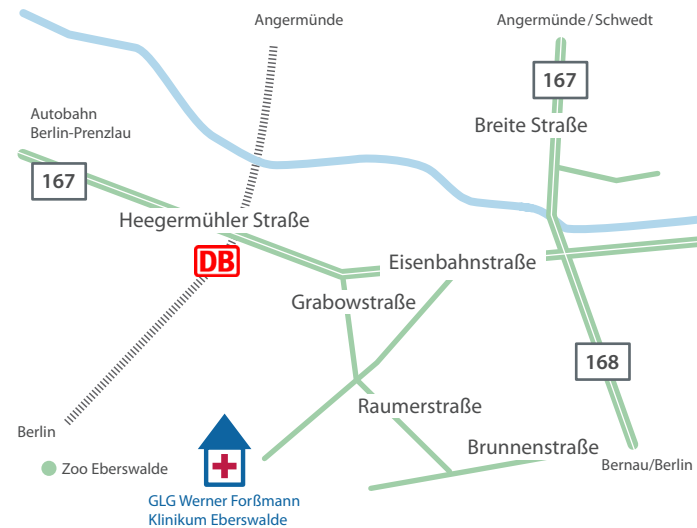 Angermünde
Angermünde / Schwedt
167
Autobahn
Berlin-Prenzlau
Breite Straße
167
Heegermühler Straße
DB
Eisenbahnstraße
Grabowstraße
168
Raumerstraße
Berlin
Brunnenstraße
Zoo Eberswalde
Bernau/Berlin
GLG Werner Forßmann
Klinikum Eberswalde